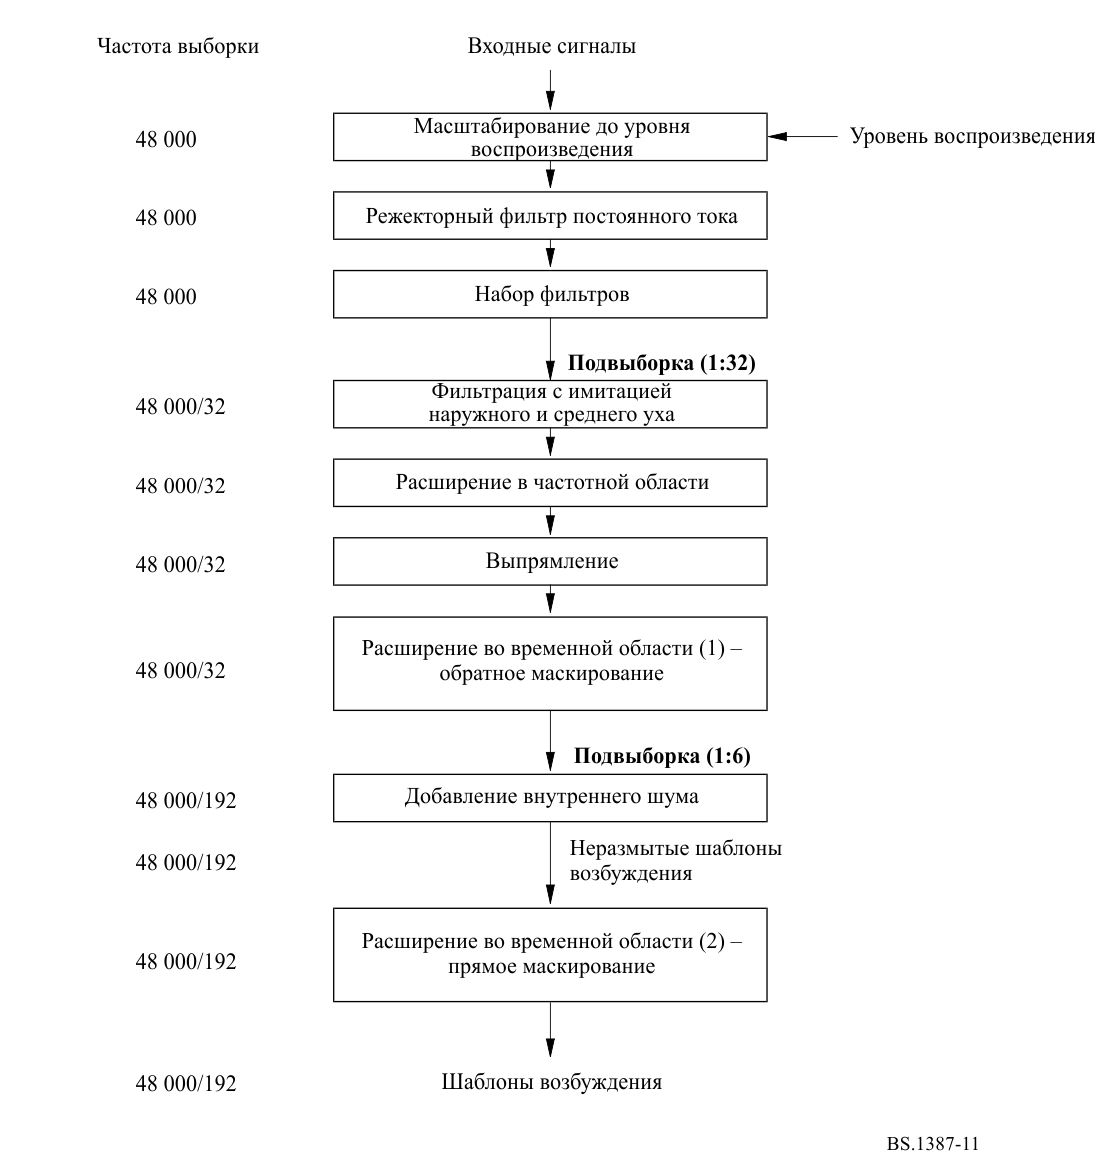 Частота выборки
Входные сигналы
48 000
Масштабирование до уровня
воспроизведения
Уровень воспроизведения
48 000
Режекторный фильтр постоянного тока
48 000
Набор фильтров
Подвыборка (1:32)
48 000/32
Фильтрация с имитацией
наружного и среднего уха
48 000/32
Расширение в частотной области
48 000/32
Выпрямление
48 000/32
Расширение во временной области (1) –
обратное маскирование
Подвыборка (1:6)
48 000/192
Добавление внутреннего шума
48 000/192
Неразмытые шаблоны
возбуждения
48 000/192
Расширение во временной области (2) –
прямое маскирование
48 000/192
Шаблоны возбуждения
BS.1387-11